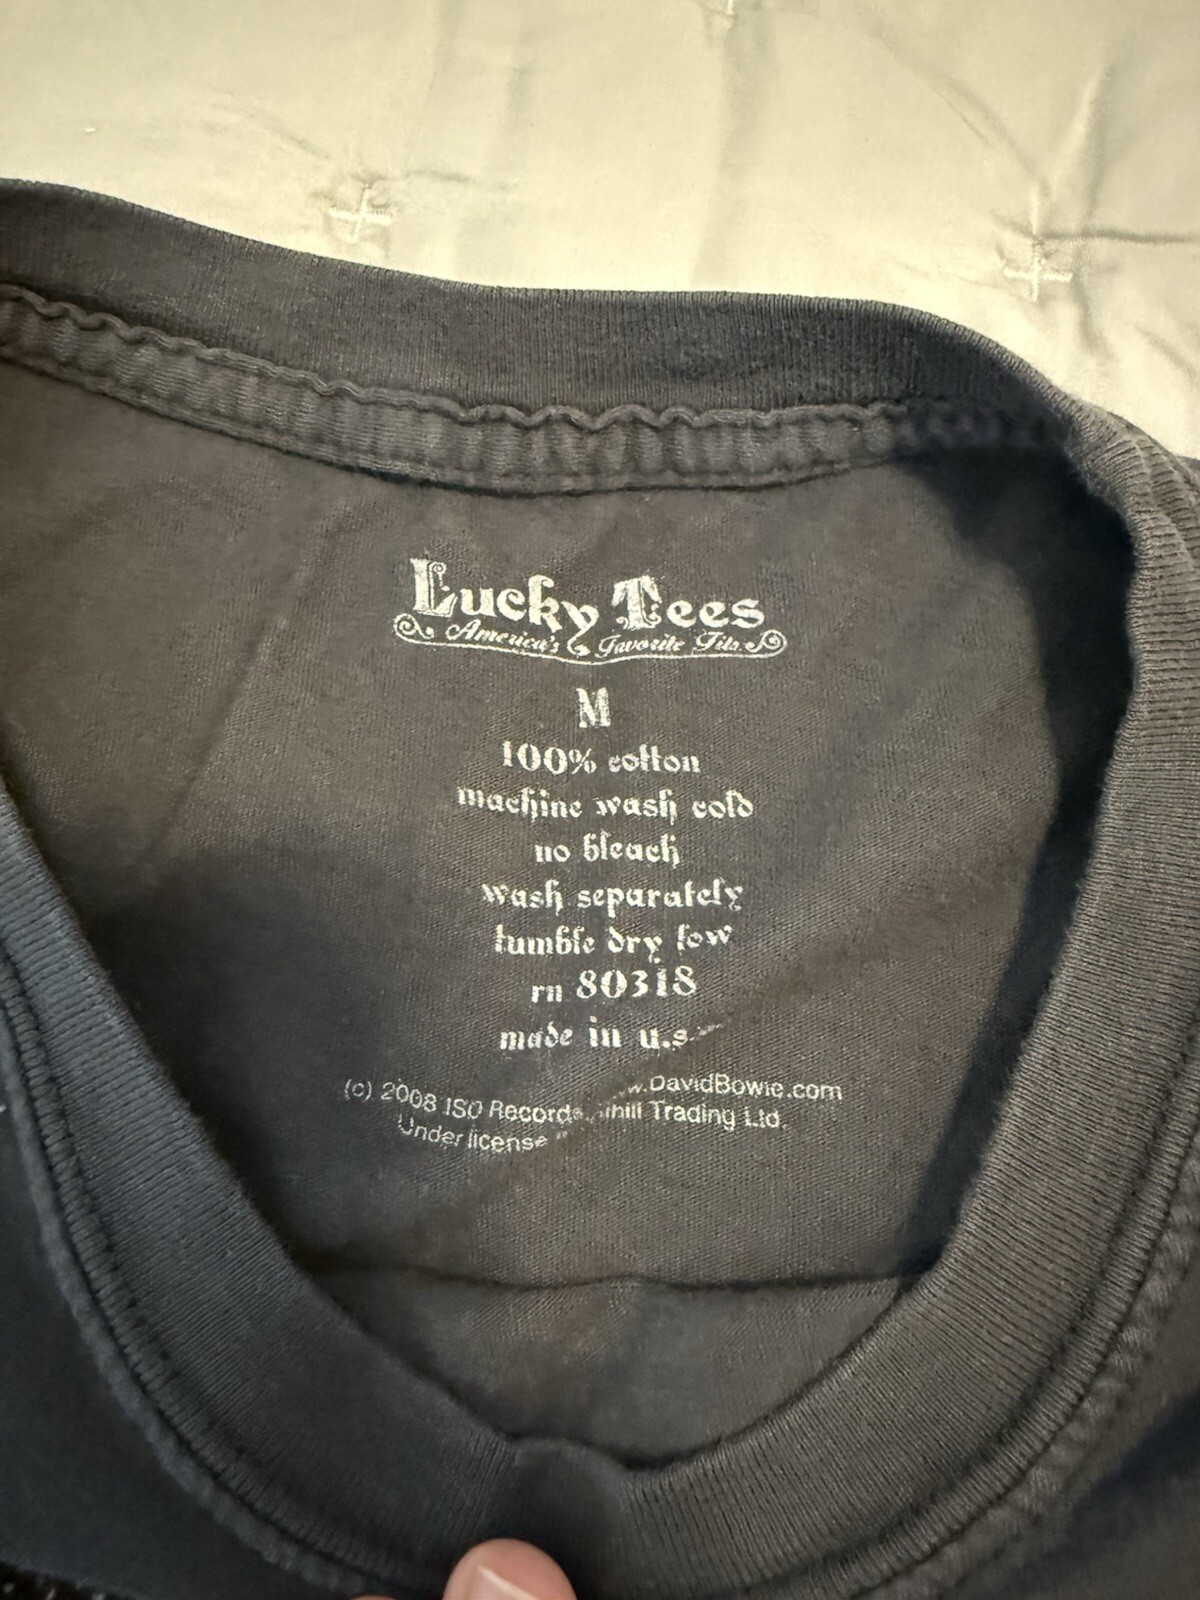 Lucky Tees
America's Favorite Fits
M
100% cotton
machine wash cold
no bleach
wash separately
tumble dry low
rn 80318
made in u.s.
(c) 2008 ISO Records. w.DavidBowie.com
Trading Ltd.
Under license